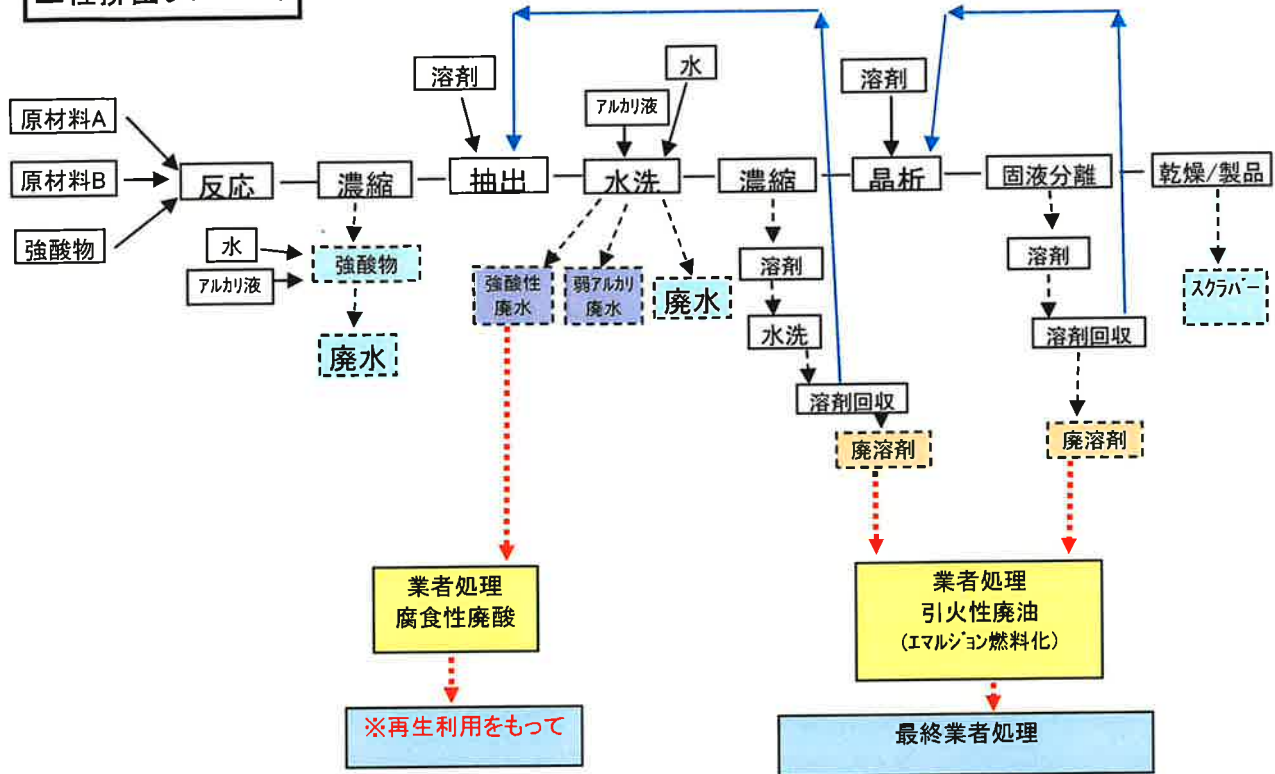 溶剤
水
アルカリ液
溶剤
原材料A
原材料B
強酸物
反応
濃縮
抽出
水洗
濃縮
晶析
固液分離
乾燥/製品
水
アルカリ液
強酸物
廃水
強酸性
廃水
弱アルカリ
廃水
廃水
溶剤
水洗
溶剤回収
廃溶剤
溶剤
溶剤回収
廃溶剤
スクラバー
業者処理
腐食性廃酸
業者処理
引火性廃油
(エマルジョン燃料化)
※再生利用をもって
最終業者処理